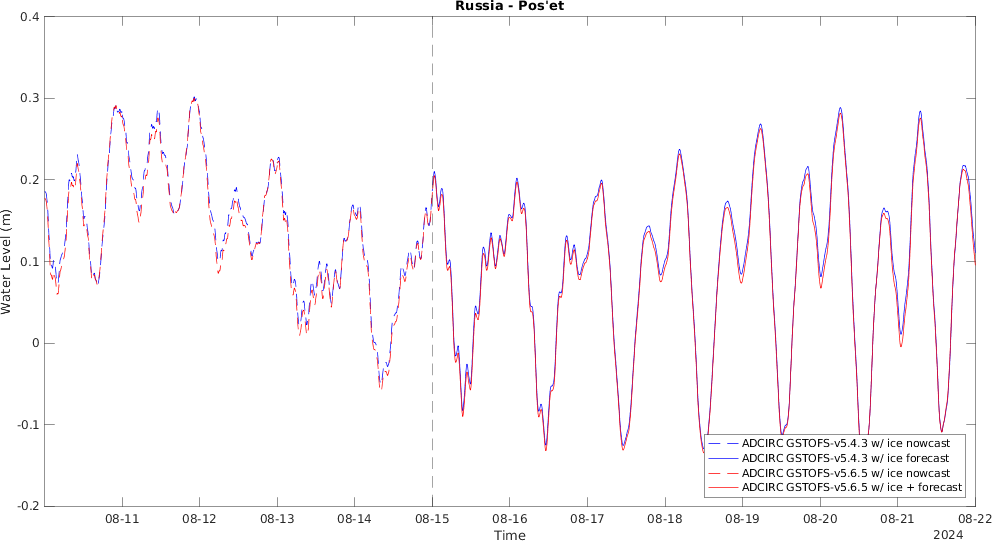 Russia - Pos'et
Water Level (m)
0.4
0.3
0.2
0.1
0
-0.1
-0.2
ADCIRC GSTOFS-v5.4.3 w/ ice nowcast
ADCIRC GSTOFS-v5.4.3 w/ ice forecast
ADCIRC GSTOFS-v5.6.5 w/ ice nowcast
ADCIRC GSTOFS-v5.6.5 w/ ice + forecast
08-11 08-12 08-13 08-14 08-15 08-16 08-17 08-18 08-19 08-20 08-21 08-22
Time
2024